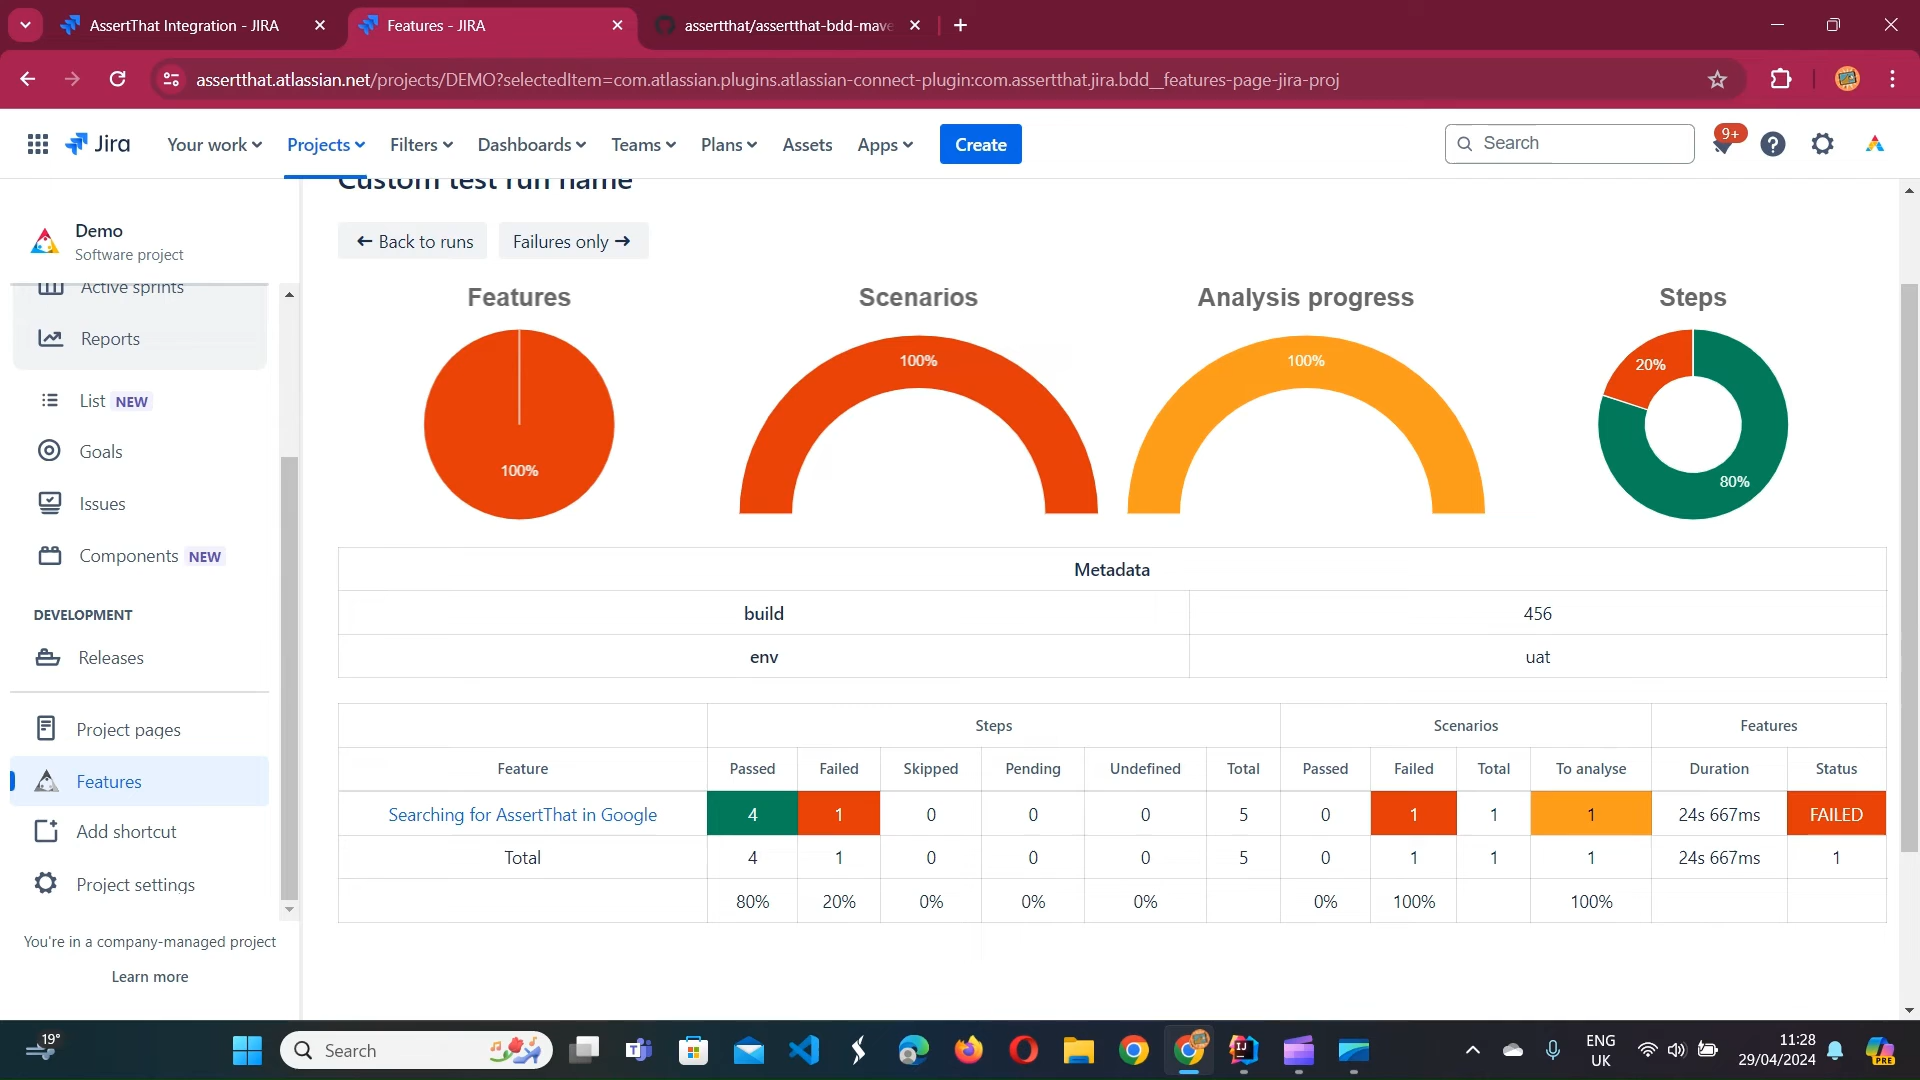 AssertThat Integration - JIRA
Features - JIRA
assertthat/assertthat-bdd-mave
assertthat.atlassian.net/projects/DEMO?selectedItem=com.atlassian.plugins.atlassian-connect-plugin:com.assertthat.jira.bdd__features-page-jira-proj
Jira
Your work
Projects
Filters
Dashboards
Teams
Plans
Assets
Apps
Create
Search
9+
Demo
Software project
Active sprints
Reports
List NEW
Goals
Issues
Components NEW
DEVELOPMENT
Releases
Project pages
Features
Add shortcut
Project settings
You're in a company-managed project
Learn more
Custom test run name
← Back to runs
Failures only →
Features
Scenarios
Analysis progress
Steps
100%
100%
100%
20%
80%
Metadata
build 456
env uat
Steps Scenarios Features
Feature Passed Failed Skipped Pending Undefined Total Passed Failed Total To analyse Duration Status
Searching for AssertThat in Google 4 1 0 0 0 5 0 1 1 1 24s 667ms FAILED
Total 4 1 0 0 0 5 0 1 1 1 24s 667ms 1
80% 20% 0% 0% 0% 0% 100% 100%
19°
Search
ENG
UK
11:28
29/04/2024
PRE